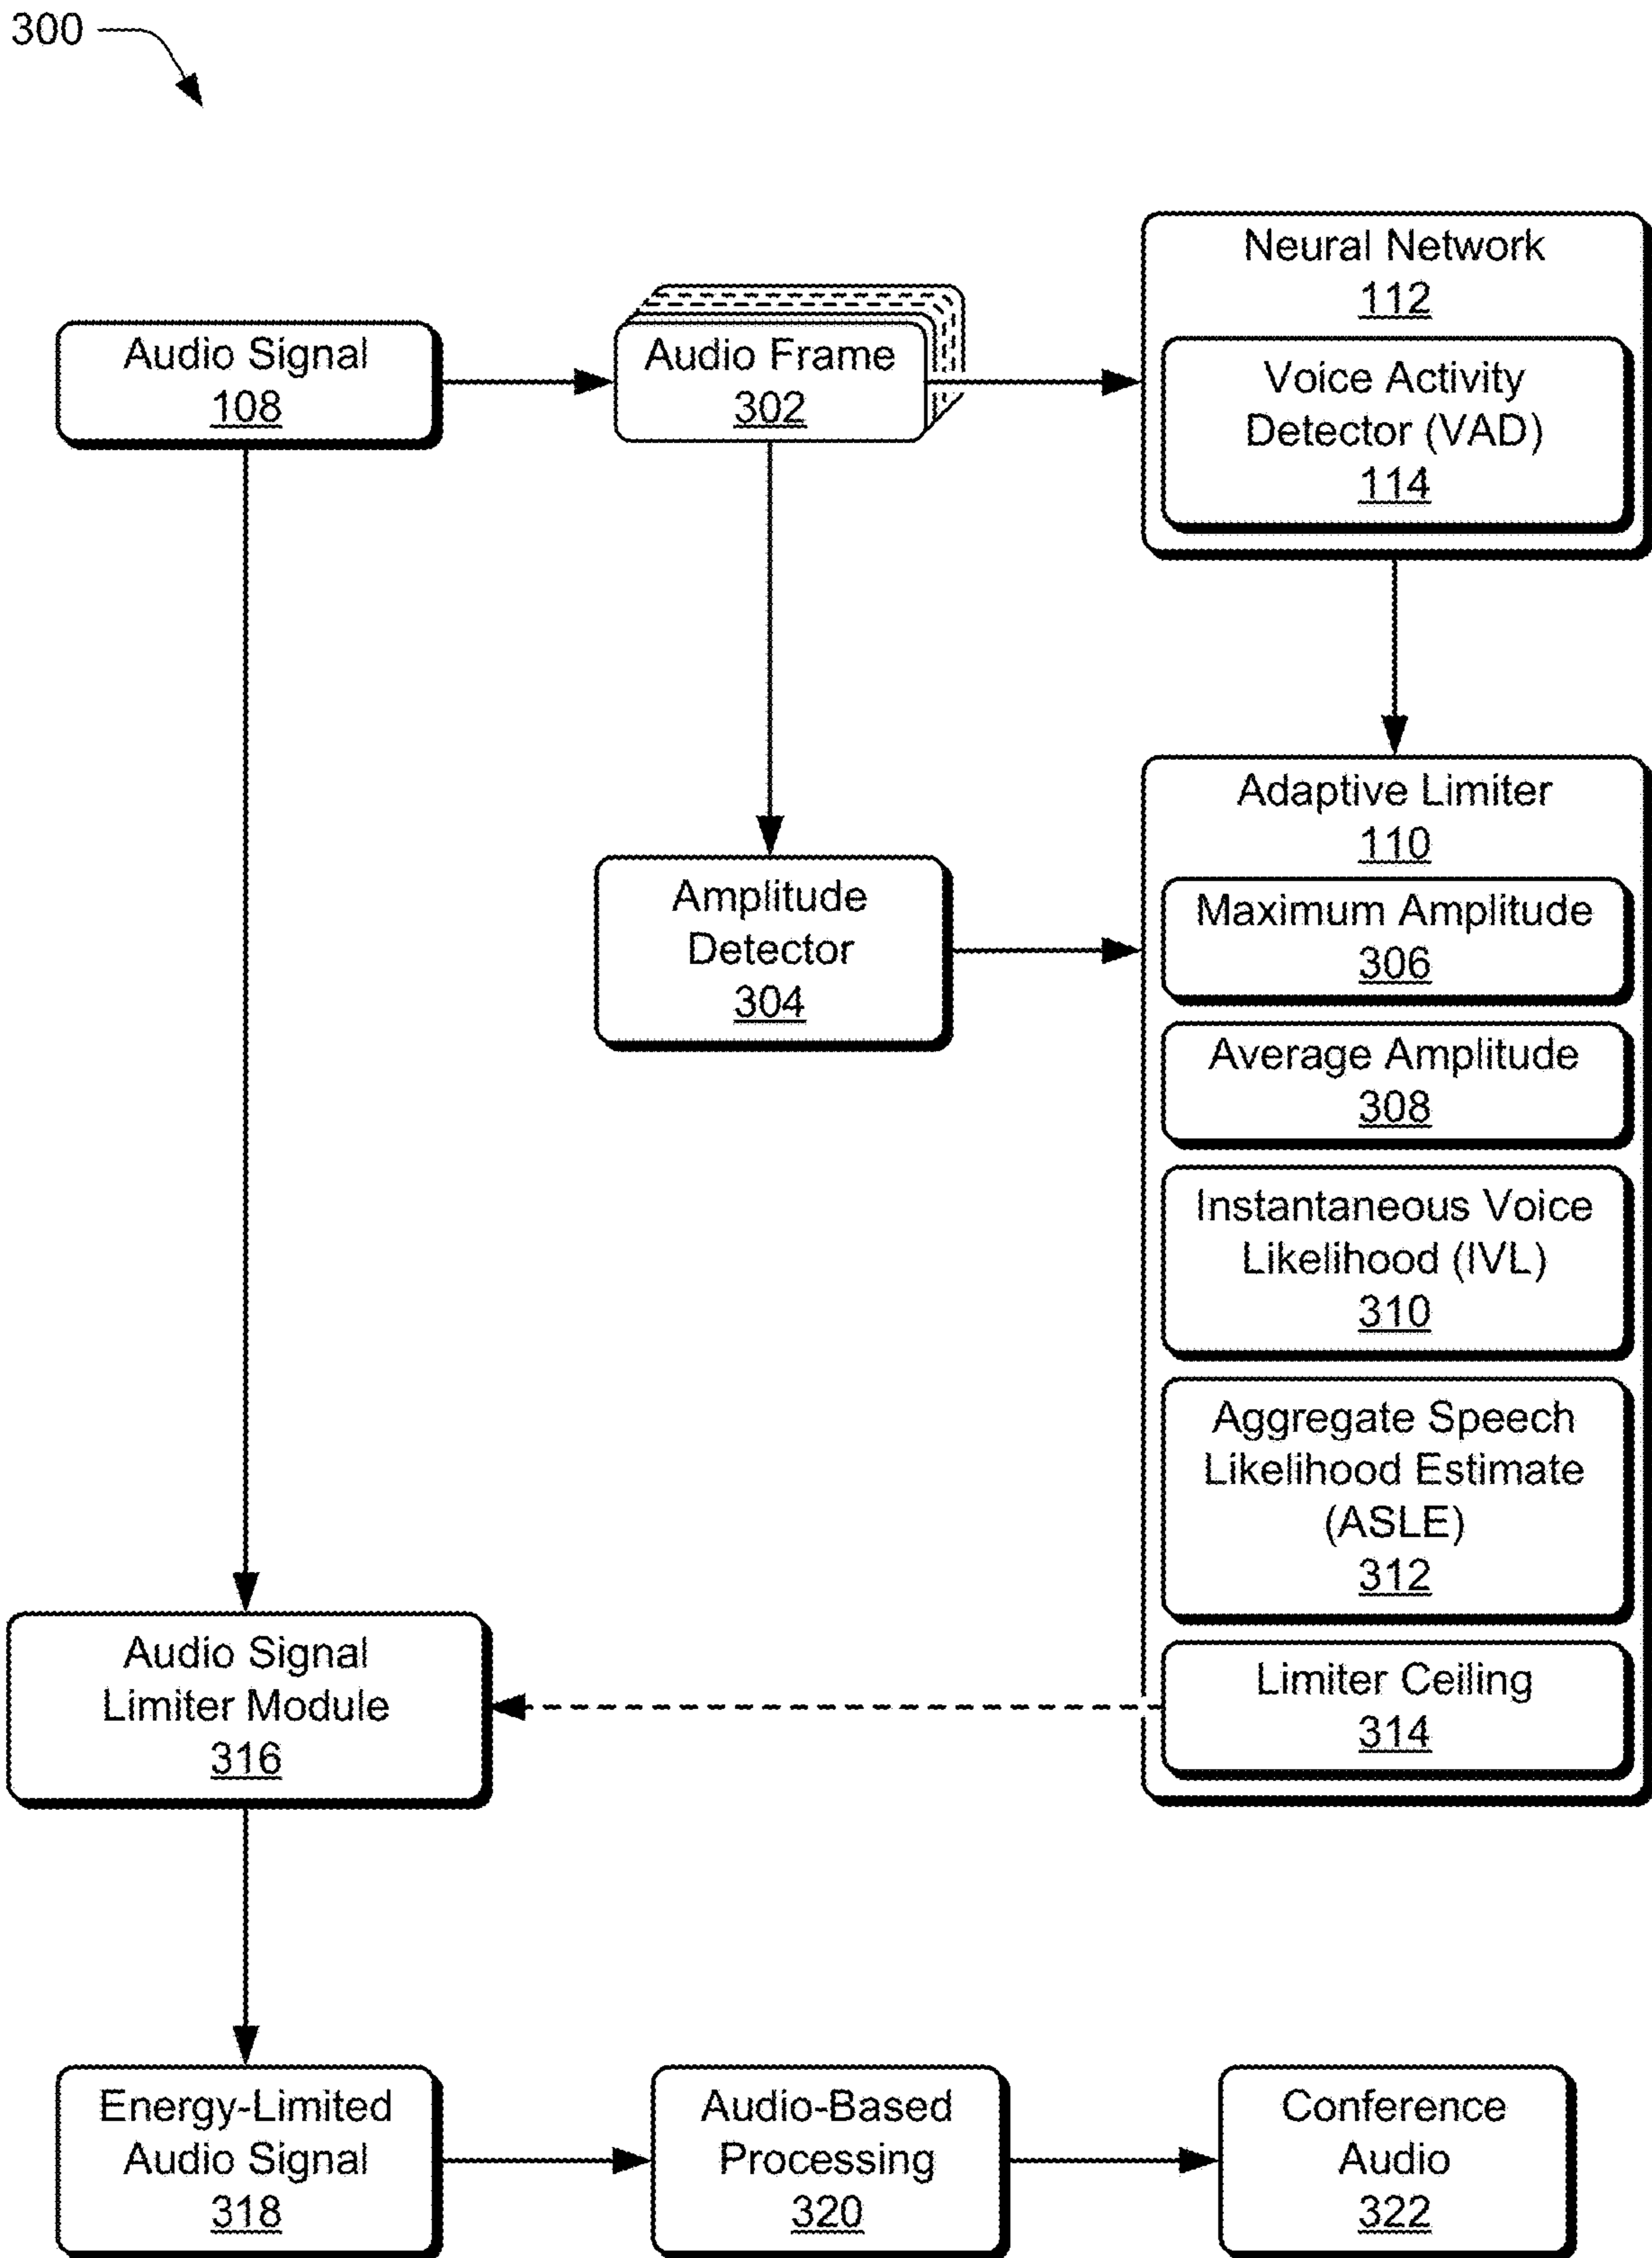 300
Neural Network
112
Audio Signal
108
Audio Frame
302
Voice Activity
Detector (VAD)
114
Adaptive Limiter
110
Amplitude
Detector
304
Maximum Amplitude
306
Average Amplitude
308
Instantaneous Voice
Likelihood (IVL)
310
Aggregate Speech
Likelihood Estimate
(ASLE)
312
Audio Signal
Limiter Module
316
Limiter Ceiling
314
Energy-Limited
Audio Signal
318
Audio-Based
Processing
320
Conference
Audio
322